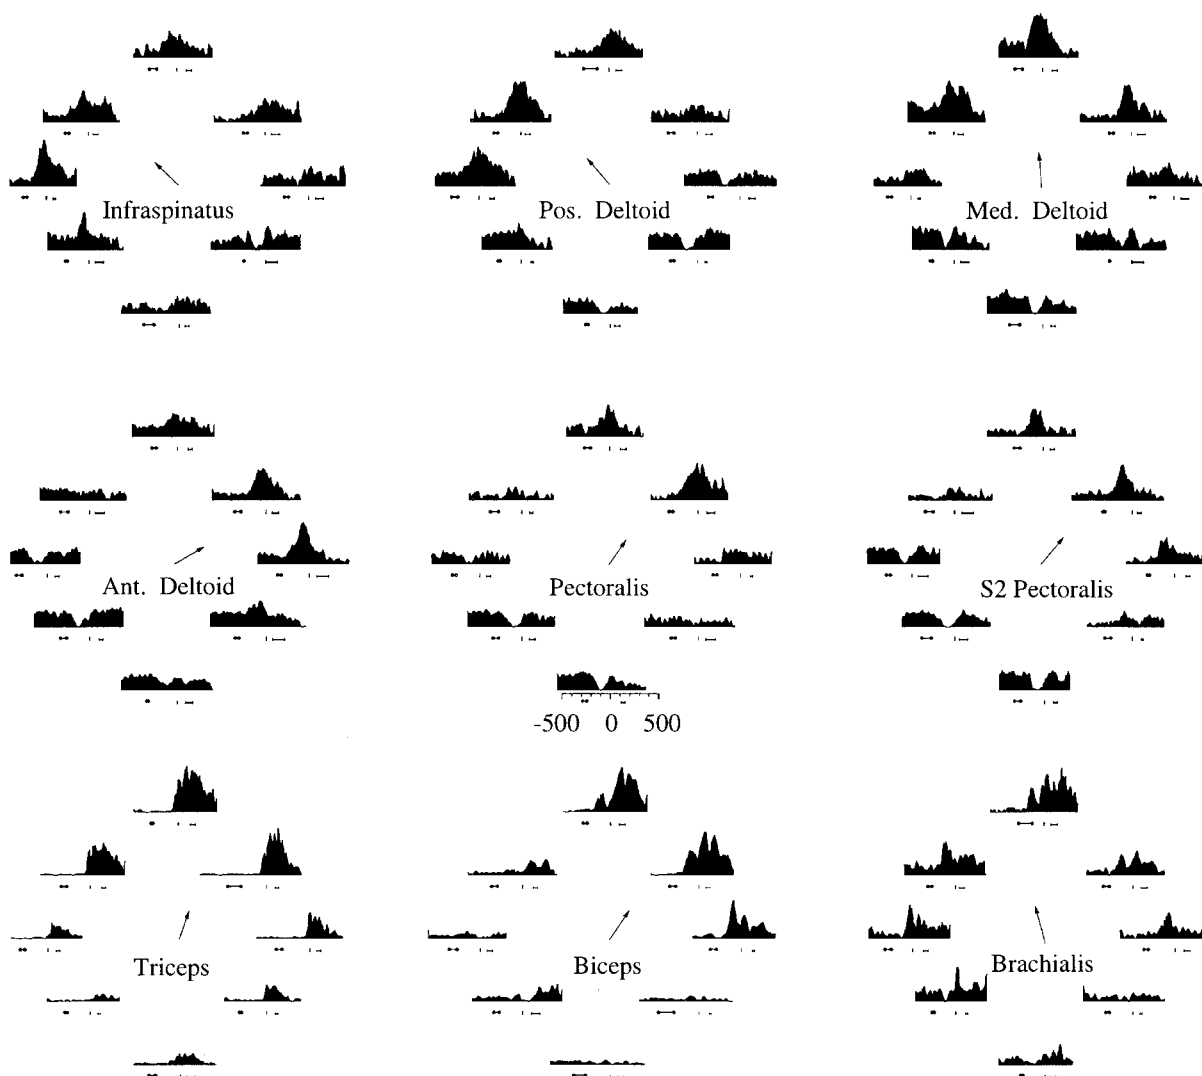 Infraspinatus
Pos. Deltoid
Med. Deltoid
Ant. Deltoid
Pectoralis
S2 Pectoralis
-500 0 500
Triceps
Biceps
Brachialis